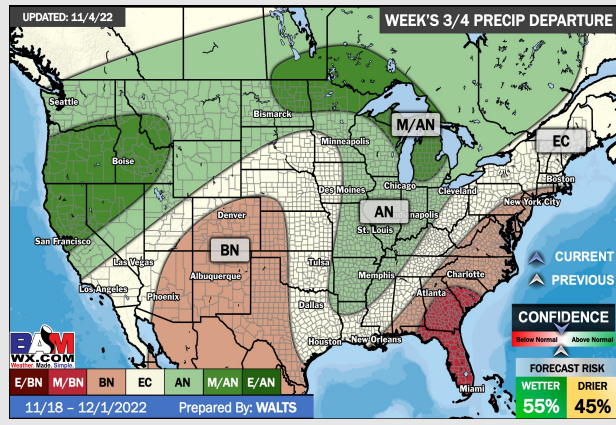 UPDATED: 11/4/22
WEEK'S 3/4 PRECIP DEPARTURE
Seattle
Bismarck
M/AN
EC
Minneapolis
Boise
Boston
Chicago
Cleveland
Des Moines
New York City
Denver
AN
napolis
St. Louis
San Francisco
BN
CURRENT
Las Vegas
Tulsa
PREVIOUS
Albuquerque
Memphis
Charlotte
Los Angeles
Phoenix
Atlanta
Dallas
CONFIDENCE
Below Normal
Above Normal
Houston
New Orleans
BAM
WX.COM
Weather. Made. Simple.
FORECAST RISK
E/BN M/BN BN EC AN M/AN E/AN
Miami
WETTER DRIER
55% 45%
11/18 – 12/1/2022
Prepared By: WALTS